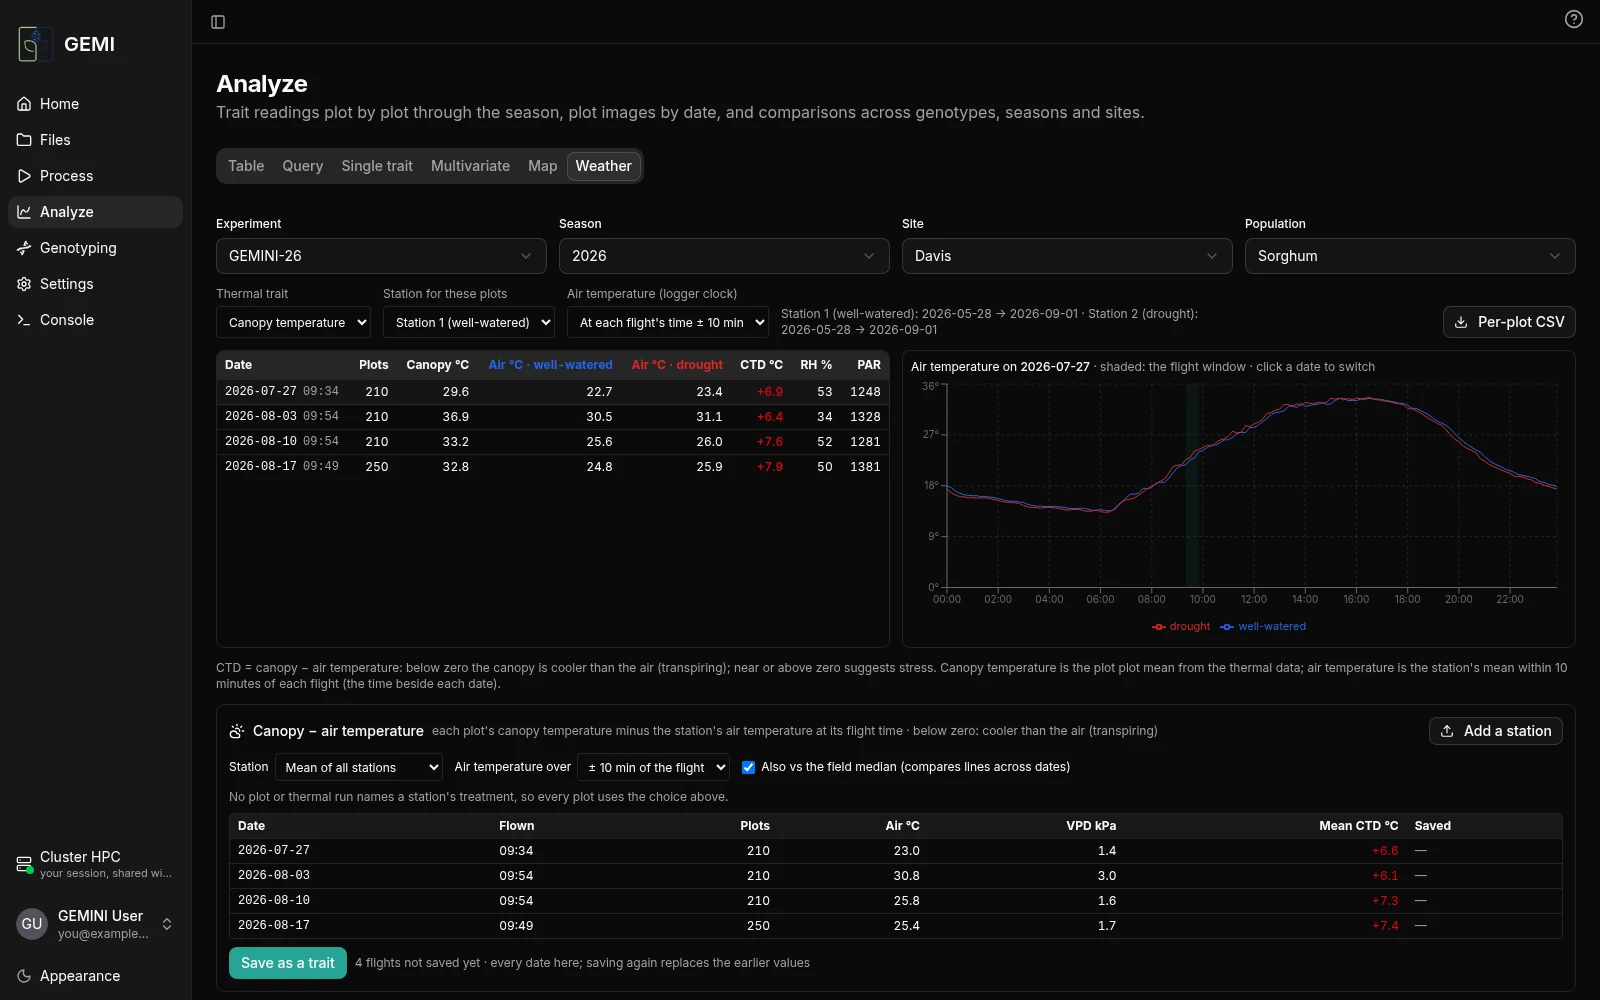 GEMI
Home
Files
Process
Analyze
Genotyping
Settings
Console
Cluster HPC
your session, shared wi...
GU
GEMINI User
you@example...
Appearance
Analyze
Trait readings plot by plot through the season, plot images by date, and comparisons across genotypes, seasons and sites.
Table Query Single trait Multivariate Map Weather
Experiment Season Site Population
GEMINI-26 2026 Davis Sorghum
Thermal trait Station for these plots Air temperature (logger clock)
Canopy temperature Station 1 (well-watered) At each flight's time ± 10 min
Station 1 (well-watered): 2026-05-28 → 2026-09-01 · Station 2 (drought):
2026-05-28 → 2026-09-01
Per-plot CSV
Date Plots Canopy °C Air °C · well-watered Air °C · drought CTD °C RH % PAR
2026-07-27 09:34 210 29.6 22.7 23.4 +6.9 53 1248
2026-08-03 09:54 210 36.9 30.5 31.1 +6.4 34 1328
2026-08-10 09:54 210 33.2 25.6 26.0 +7.6 52 1281
2026-08-17 09:49 250 32.8 24.8 25.9 +7.9 50 1381
Air temperature on 2026-07-27 · shaded: the flight window · click a date to switch
36°
27°
18°
9°
0°
00:00 02:00 04:00 06:00 08:00 10:00 12:00 14:00 16:00 18:00 20:00 22:00
drought well-watered
CTD = canopy − air temperature: below zero the canopy is cooler than the air (transpiring); near or above zero suggests stress. Canopy temperature is the plot plot mean from the thermal data; air temperature is the station's mean within 10
minutes of each flight (the time beside each date).
Canopy − air temperature each plot's canopy temperature minus the station's air temperature at its flight time · below zero: cooler than the air (transpiring)
Add a station
Station Mean of all stations Air temperature over ± 10 min of the flight Also vs the field median (compares lines across dates)
No plot or thermal run names a station's treatment, so every plot uses the choice above.
Date Flown Plots Air °C VPD kPa Mean CTD °C Saved
2026-07-27 09:34 210 23.0 1.4 +6.6 —
2026-08-03 09:54 210 30.8 3.0 +6.1 —
2026-08-10 09:54 210 25.8 1.6 +7.3 —
2026-08-17 09:49 250 25.4 1.7 +7.4 —
Save as a trait 4 flights not saved yet · every date here; saving again replaces the earlier values